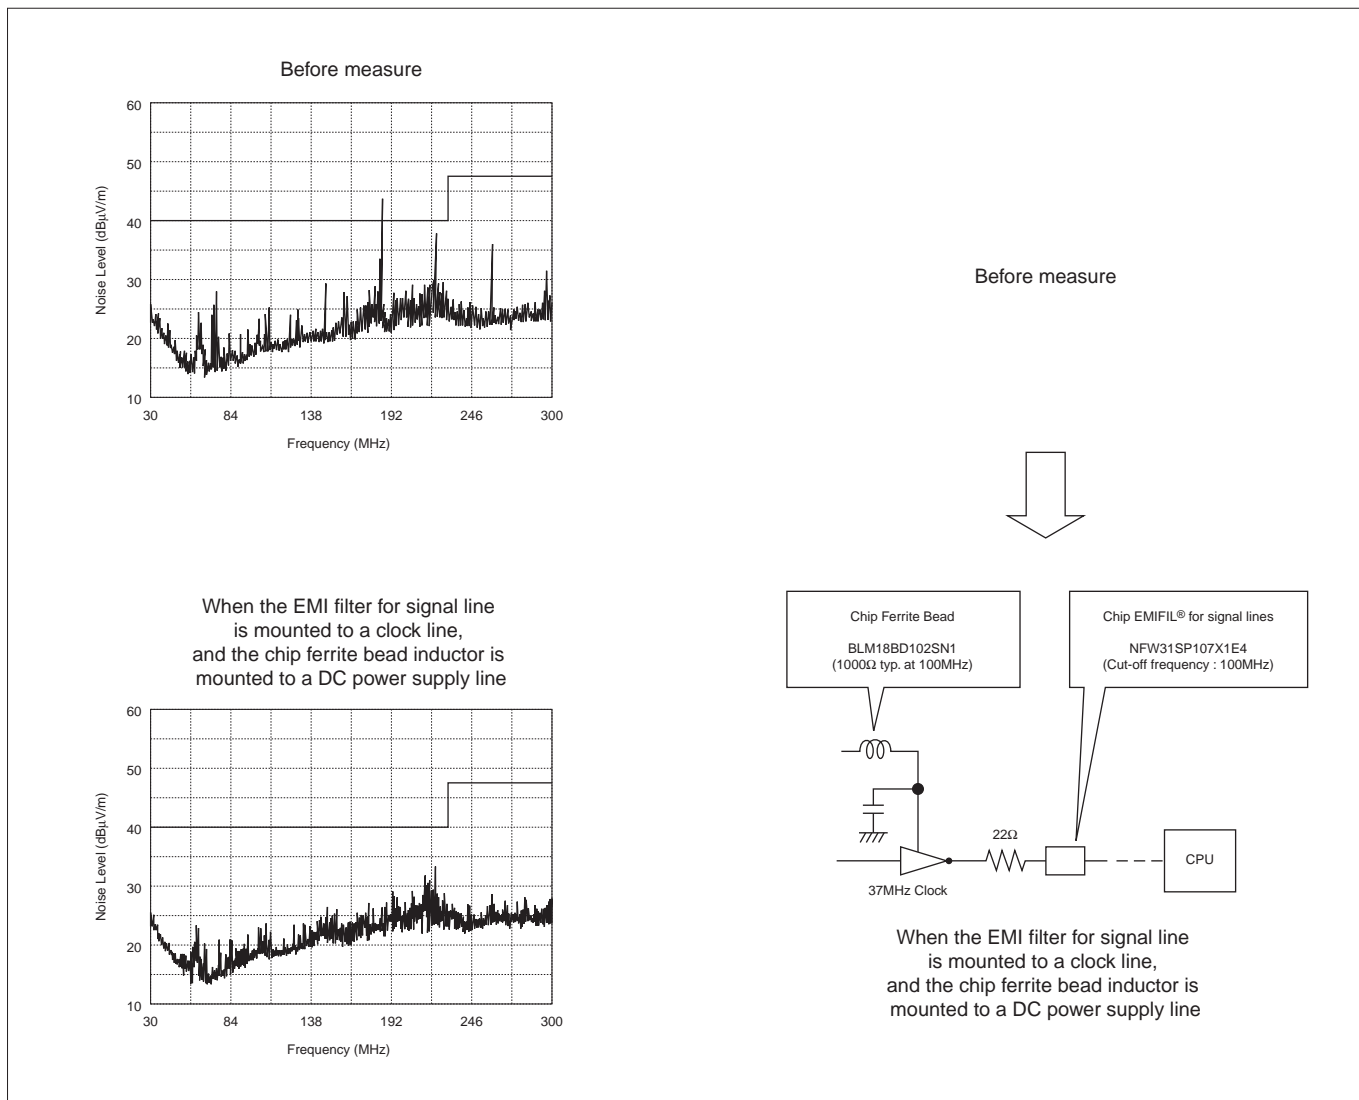 Before measure
60
50
40
30
20
10
Noise Level (dBµV/m)
30 84 138 192 246 300
Frequency (MHz)
When the EMI filter for signal line
is mounted to a clock line,
and the chip ferrite bead inductor is
mounted to a DC power supply line
60
50
40
30
20
10
Noise Level (dBµV/m)
30 84 138 192 246 300
Frequency (MHz)
Before measure
Chip Ferrite Bead
BLM18BD102SN1
(1000Ω typ. at 100MHz)
Chip EMIFIL® for signal lines
NFW31SP107X1E4
(Cut-off frequency : 100MHz)
22Ω
CPU
37MHz Clock
When the EMI filter for signal line
is mounted to a clock line,
and the chip ferrite bead inductor is
mounted to a DC power supply line